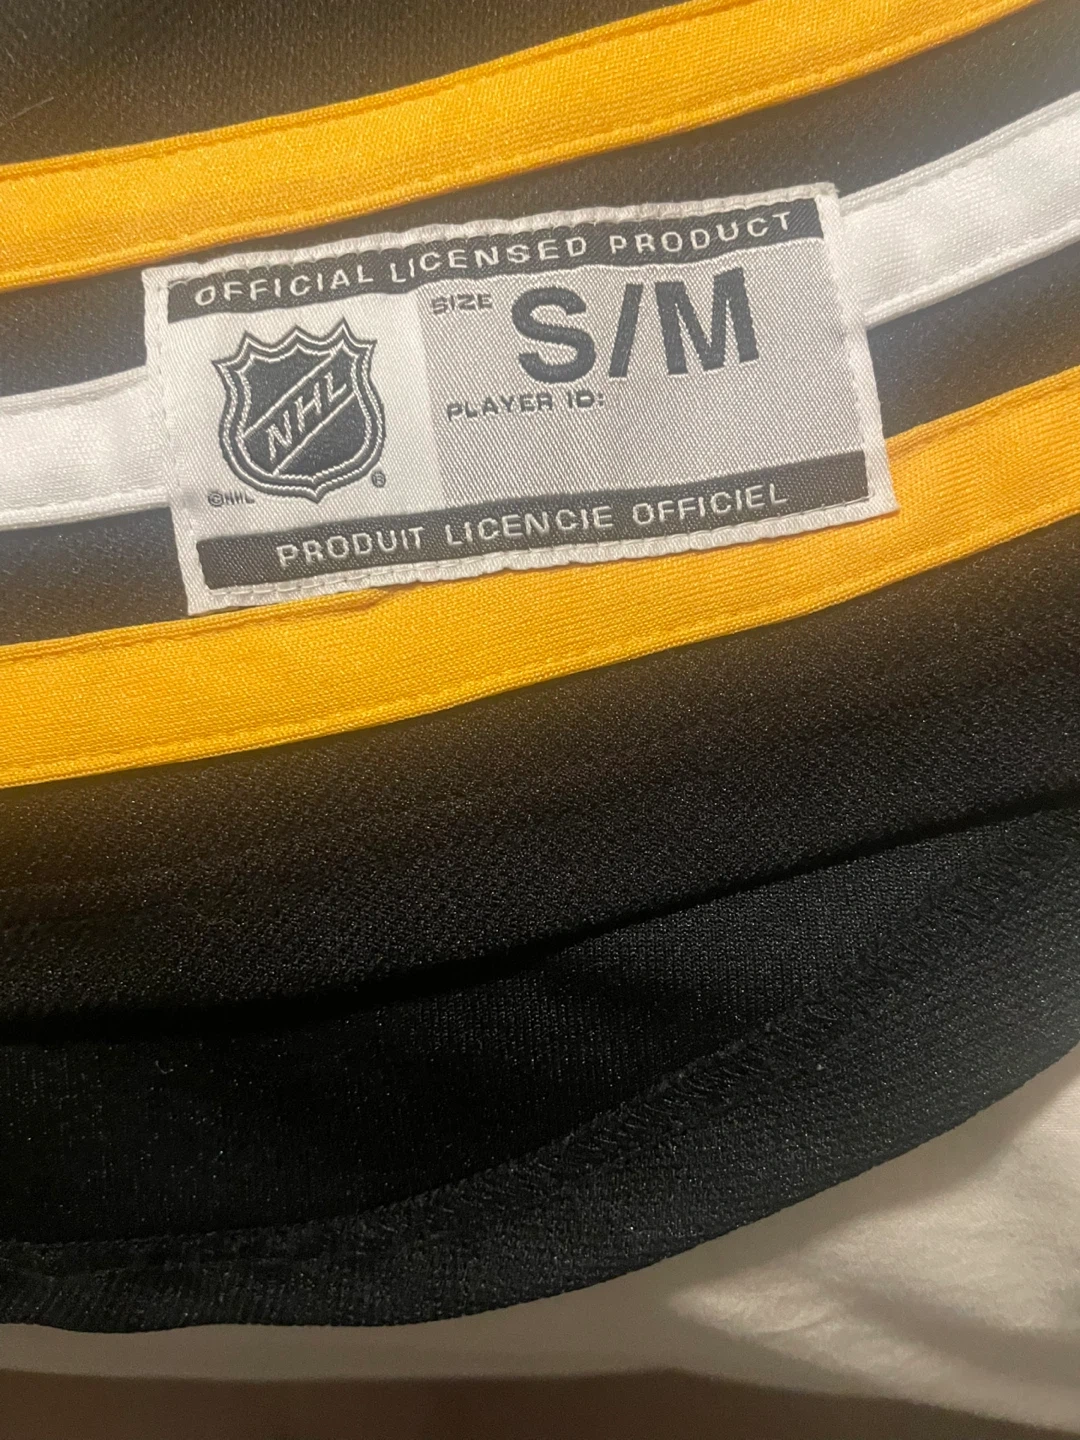 OFFICIAL LICENSED PRODUCT
SIZE S/M
NHL
PLAYER ID:
©NHL ®
PRODUIT LICENCIE OFFICIEL